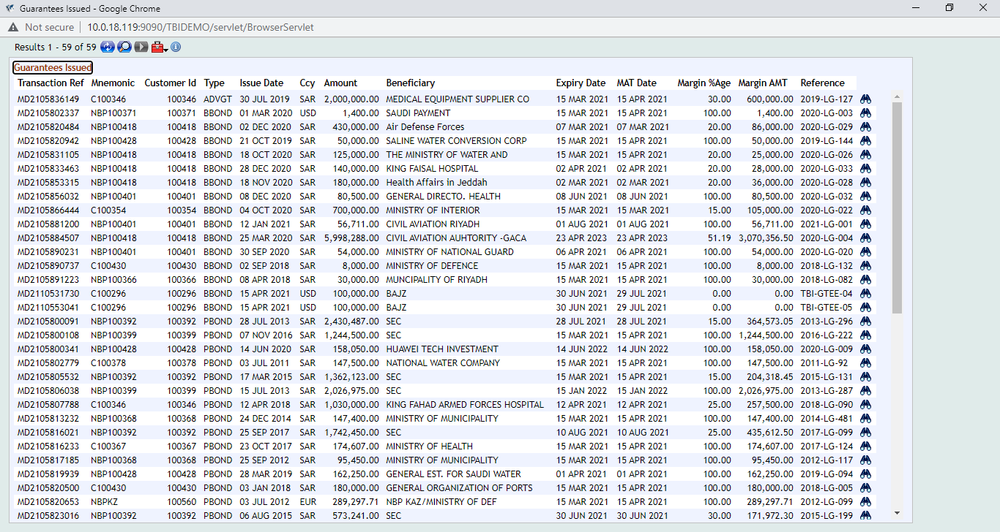 Guarantees Issued - Google Chrome
Not secure 10.0.18.119:9090/TBIDEMO/servlet/BrowserServlet
Results 1 - 59 of 59
Guarantees Issued
Transaction Ref Mnemonic Customer Id Type Issue Date Ccy Amount Beneficiary Expiry Date MAT Date Margin %Age Margin AMT Reference
MD2105836149 C100346 100346 ADVGT 30 JUL 2019 SAR 2,000,000.00 MEDICAL EQUIPMENT SUPPLIER CO 15 MAR 2021 15 APR 2021 30.00 600,000.00 2019-LG-127
MD2105802337 NBP100371 100371 BBOND 01 MAR 2020 USD 1,400.00 SAUDI PAYMENT 15 MAR 2021 15 APR 2021 100.00 1,400.00 2020-LG-003
MD2105820484 NBP100418 100418 BBOND 02 DEC 2020 SAR 430,000.00 Air Defense Forces 07 MAR 2021 07 MAR 2021 20.00 86,000.00 2020-LG-029
MD2105820942 NBP100428 100428 BBOND 21 OCT 2019 SAR 50,000.00 SALINE WATER CONVERSION CORP 15 MAR 2021 15 APR 2021 100.00 50,000.00 2019-LG-144
MD2105831105 NBP100418 100418 BBOND 18 OCT 2020 SAR 125,000.00 THE MINISTRY OF WATER AND 15 MAR 2021 15 APR 2021 20.00 25,000.00 2020-LG-026
MD2105833463 NBP100418 100418 BBOND 28 DEC 2020 SAR 140,000.00 KING FAISAL HOSPITAL 02 APR 2021 02 APR 2021 20.00 28,000.00 2020-LG-033
MD2105853315 NBP100418 100418 BBOND 18 NOV 2020 SAR 180,000.00 Health Affairs in Jeddah 02 MAR 2021 02 MAR 2021 20.00 36,000.00 2020-LG-028
MD2105856032 NBP100401 100401 BBOND 08 DEC 2020 SAR 80,500.00 GENERAL DIRECTO. HEALTH 08 JUN 2021 08 JUN 2021 100.00 80,500.00 2020-LG-032
MD2105866444 C100354 100354 BBOND 04 OCT 2020 SAR 700,000.00 MINISTRY OF INTERIOR 15 MAR 2021 15 MAR 2021 15.00 105,000.00 2020-LG-022
MD2105881200 NBP100401 100401 BBOND 12 JAN 2021 SAR 56,711.00 CIVIL AVIATION RIYADH 01 AUG 2021 01 AUG 2021 100.00 56,711.00 2021-LG-001
MD2105884507 NBP100418 100418 BBOND 25 MAR 2020 SAR 5,998,288.00 CIVIL AVIATION AUHTORITY -GACA 23 APR 2023 23 APR 2023 51.19 3,070,356.50 2020-LG-004
MD2105890231 NBP100401 100401 BBOND 30 SEP 2020 SAR 54,000.00 MINISTRY OF NATIONAL GUARD 06 APR 2021 06 APR 2021 100.00 54,000.00 2020-LG-020
MD2105890737 C100430 100430 BBOND 02 SEP 2018 SAR 8,000.00 MINISTRY OF DEFENCE 15 MAR 2021 15 APR 2021 100.00 8,000.00 2018-LG-132
MD2105891223 NBP100366 100366 BBOND 08 APR 2018 SAR 30,000.00 MUNCIPALITY OF RIYADH 15 MAR 2021 15 APR 2021 100.00 30,000.00 2018-LG-082
MD2110531730 C100296 100296 BBOND 15 APR 2021 USD 100,000.00 BAJZ 30 JUN 2021 29 JUL 2021 0.00 0.00 TBI-GTEE-04
MD2110553041 C100296 100296 BBOND 15 APR 2021 USD 100,000.00 BAJZ 30 JUN 2021 29 JUL 2021 0.00 0.00 TBI-GTEE-05
MD2105800091 NBP100392 100392 PBOND 28 JUL 2013 SAR 2,430,487.00 SEC 28 JUL 2021 28 JUL 2021 15.00 364,573.05 2013-LG-296
MD2105800108 NBP100399 100399 PBOND 07 NOV 2016 SAR 1,244,500.00 SEC 15 MAR 2021 15 APR 2021 100.00 1,244,500.00 2016-LG-222
MD2105800341 NBP100428 100428 PBOND 14 JUN 2020 SAR 158,050.00 HUAWEI TECH INVESTMENT 14 JUN 2022 14 JUN 2022 100.00 158,050.00 2020-LG-009
MD2105802779 C100378 100378 PBOND 03 JUL 2011 SAR 147,500.00 NATIONAL WATER COMPANY 15 MAR 2021 15 APR 2021 100.00 147,500.00 2011-LG-92
MD2105805532 NBP100392 100392 PBOND 17 MAR 2015 SAR 1,362,123.00 SEC 15 MAR 2021 15 APR 2021 15.00 204,318.45 2015-LG-131
MD2105806038 NBP100399 100399 PBOND 15 JUL 2013 SAR 2,026,975.00 SEC 15 JAN 2022 15 JAN 2022 100.00 2,026,975.00 2013-LG-287
MD2105807788 C100346 100346 PBOND 12 APR 2018 SAR 1,030,000.00 KING FAHAD ARMED FORCES HOSPITAL 12 APR 2021 12 APR 2021 25.00 257,500.00 2018-LG-090
MD2105813232 NBP100368 100368 PBOND 24 DEC 2014 SAR 147,400.00 MINISTRY OF MUNICIPALITY 15 MAR 2021 15 APR 2021 100.00 147,400.00 2014-LG-481
MD2105816021 NBP100392 100392 PBOND 25 SEP 2017 SAR 1,742,450.00 SEC 10 AUG 2021 10 AUG 2021 25.00 435,612.50 2017-LG-099
MD2105816233 C100367 100367 PBOND 23 OCT 2017 SAR 174,607.00 MINISTRY OF HEALTH 15 MAR 2021 15 APR 2021 100.00 174,607.00 2017-LG-124
MD2105817185 NBP100368 100368 PBOND 25 SEP 2012 SAR 95,450.00 MINISTRY OF MUNICIPALITY 15 MAR 2021 15 APR 2021 100.00 95,450.00 2012-LG-117
MD2105819939 NBP100428 100428 PBOND 28 MAR 2019 SAR 162,250.00 GENERAL EST. FOR SAUDI WATER 01 APR 2021 01 APR 2021 100.00 162,250.00 2019-LG-094
MD2105820500 C100430 100430 PBOND 03 JAN 2018 SAR 180,000.00 GENERAL ORGANIZATION OF PORTS 15 MAR 2021 15 APR 2021 100.00 180,000.00 2018-LG-005
MD2105820653 NBPKZ 100560 PBOND 03 JUL 2012 EUR 289,297.71 NBP KAZ/MINISTRY OF DEF 15 MAR 2021 15 APR 2021 100.00 289,297.71 2012-LG-099
MD2105823016 NBP100392 100392 PBOND 06 AUG 2015 SAR 573,241.00 SEC 30 JUN 2021 30 JUN 2021 30.00 171,972.30 2015-LG-199